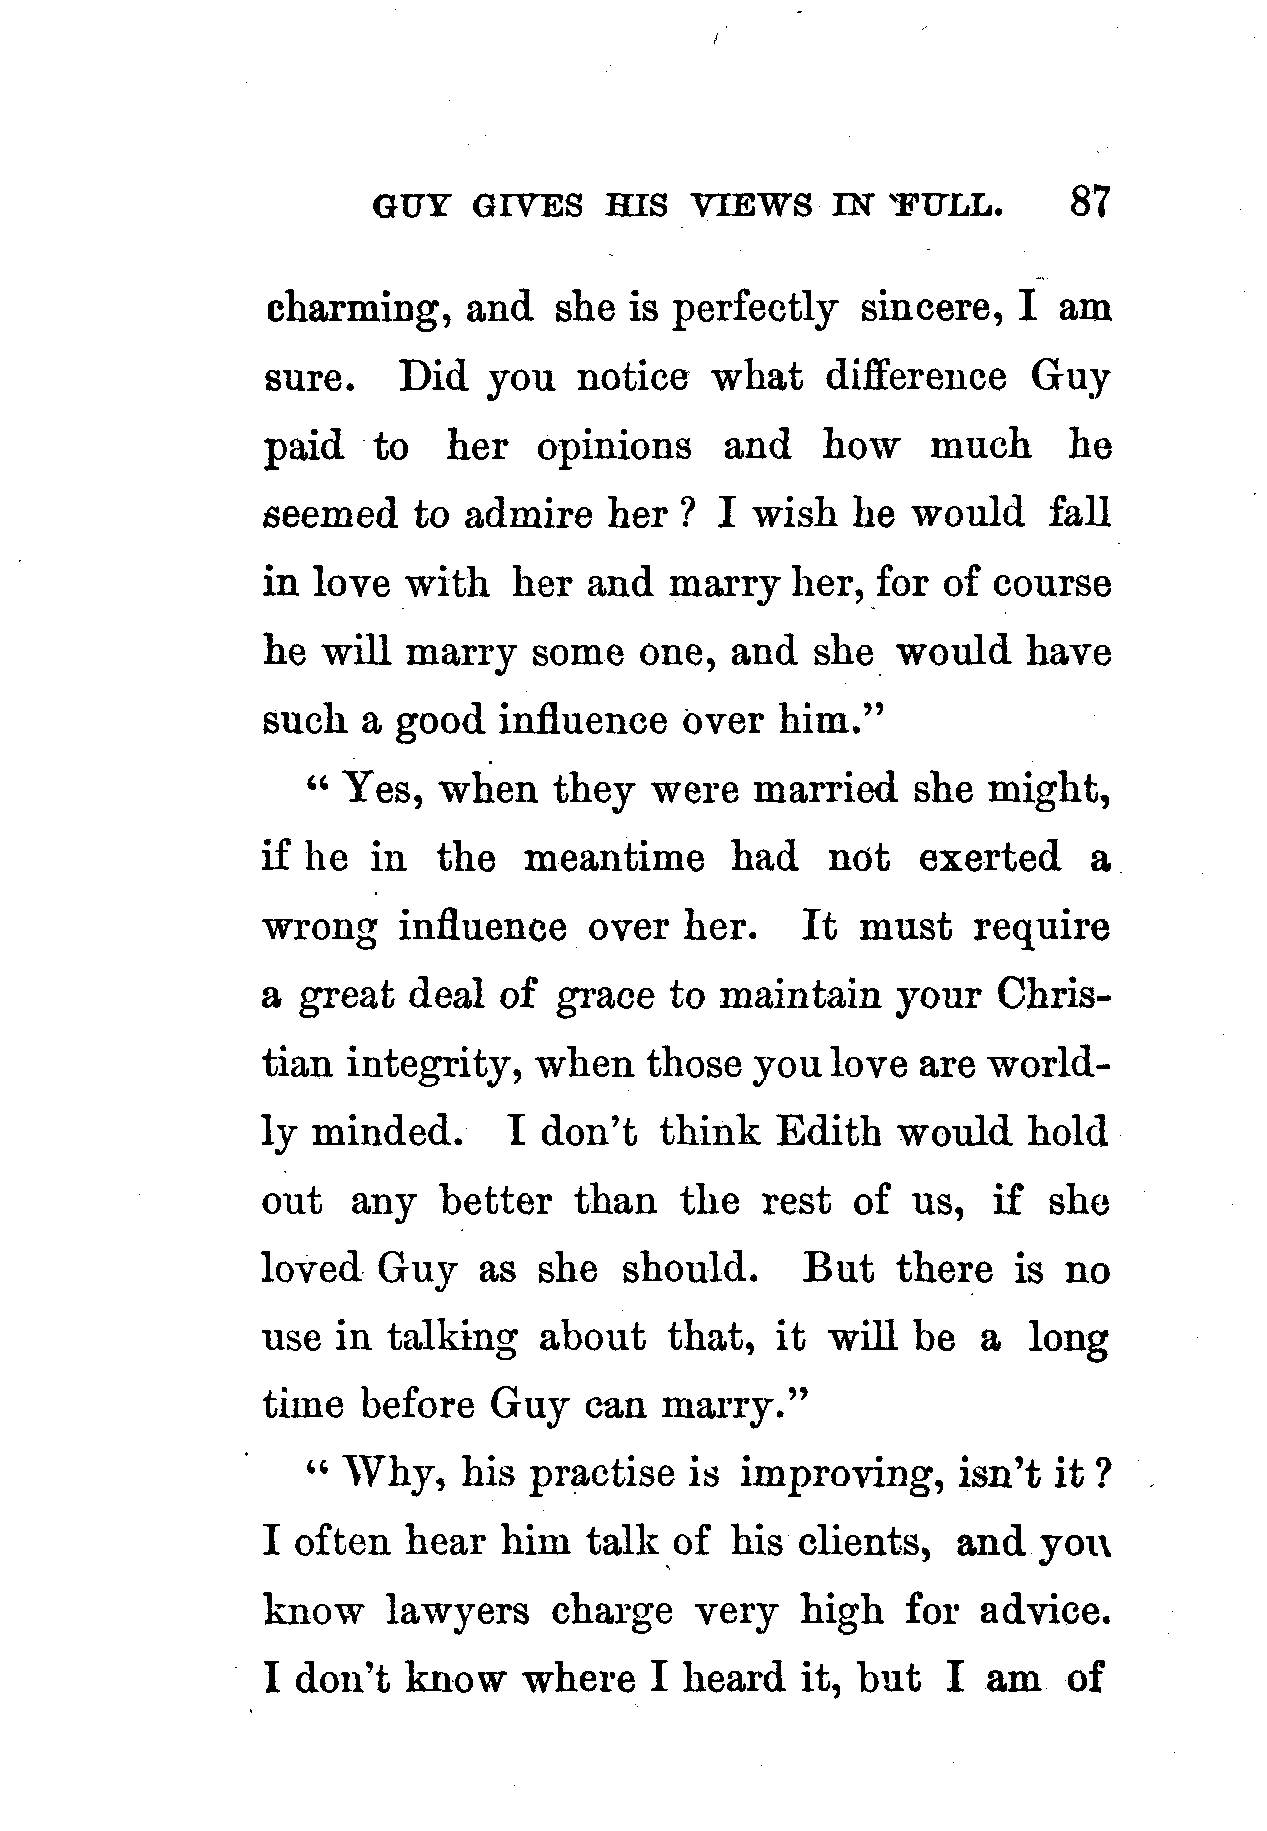 GUY GIVES HIS VIEWS IN FULL. 87
charming, and she is perfectly sincere, I am
sure. Did you notice what difference Guy
paid to her opinions and how much he
seemed to admire her ? I wish he would fall
in love with her and marry her, for of course
he will marry some one, and she would have
such a good influence over him.”
“ Yes, when they were married she might,
if he in the meantime had not exerted a
wrong influence over her. It must require
a great deal of grace to maintain your Chris-
tian integrity, when those you love are world-
ly minded. I don’t think Edith would hold
out any better than the rest of us, if she
loved Guy as she should. But there is no
use in talking about that, it will be a long
time before Guy can marry.”
“ Why, his practise is improving, isn’t it ?
I often hear him talk of his clients, and you
know lawyers charge very high for advice.
I don’t know where I heard it, but I am of